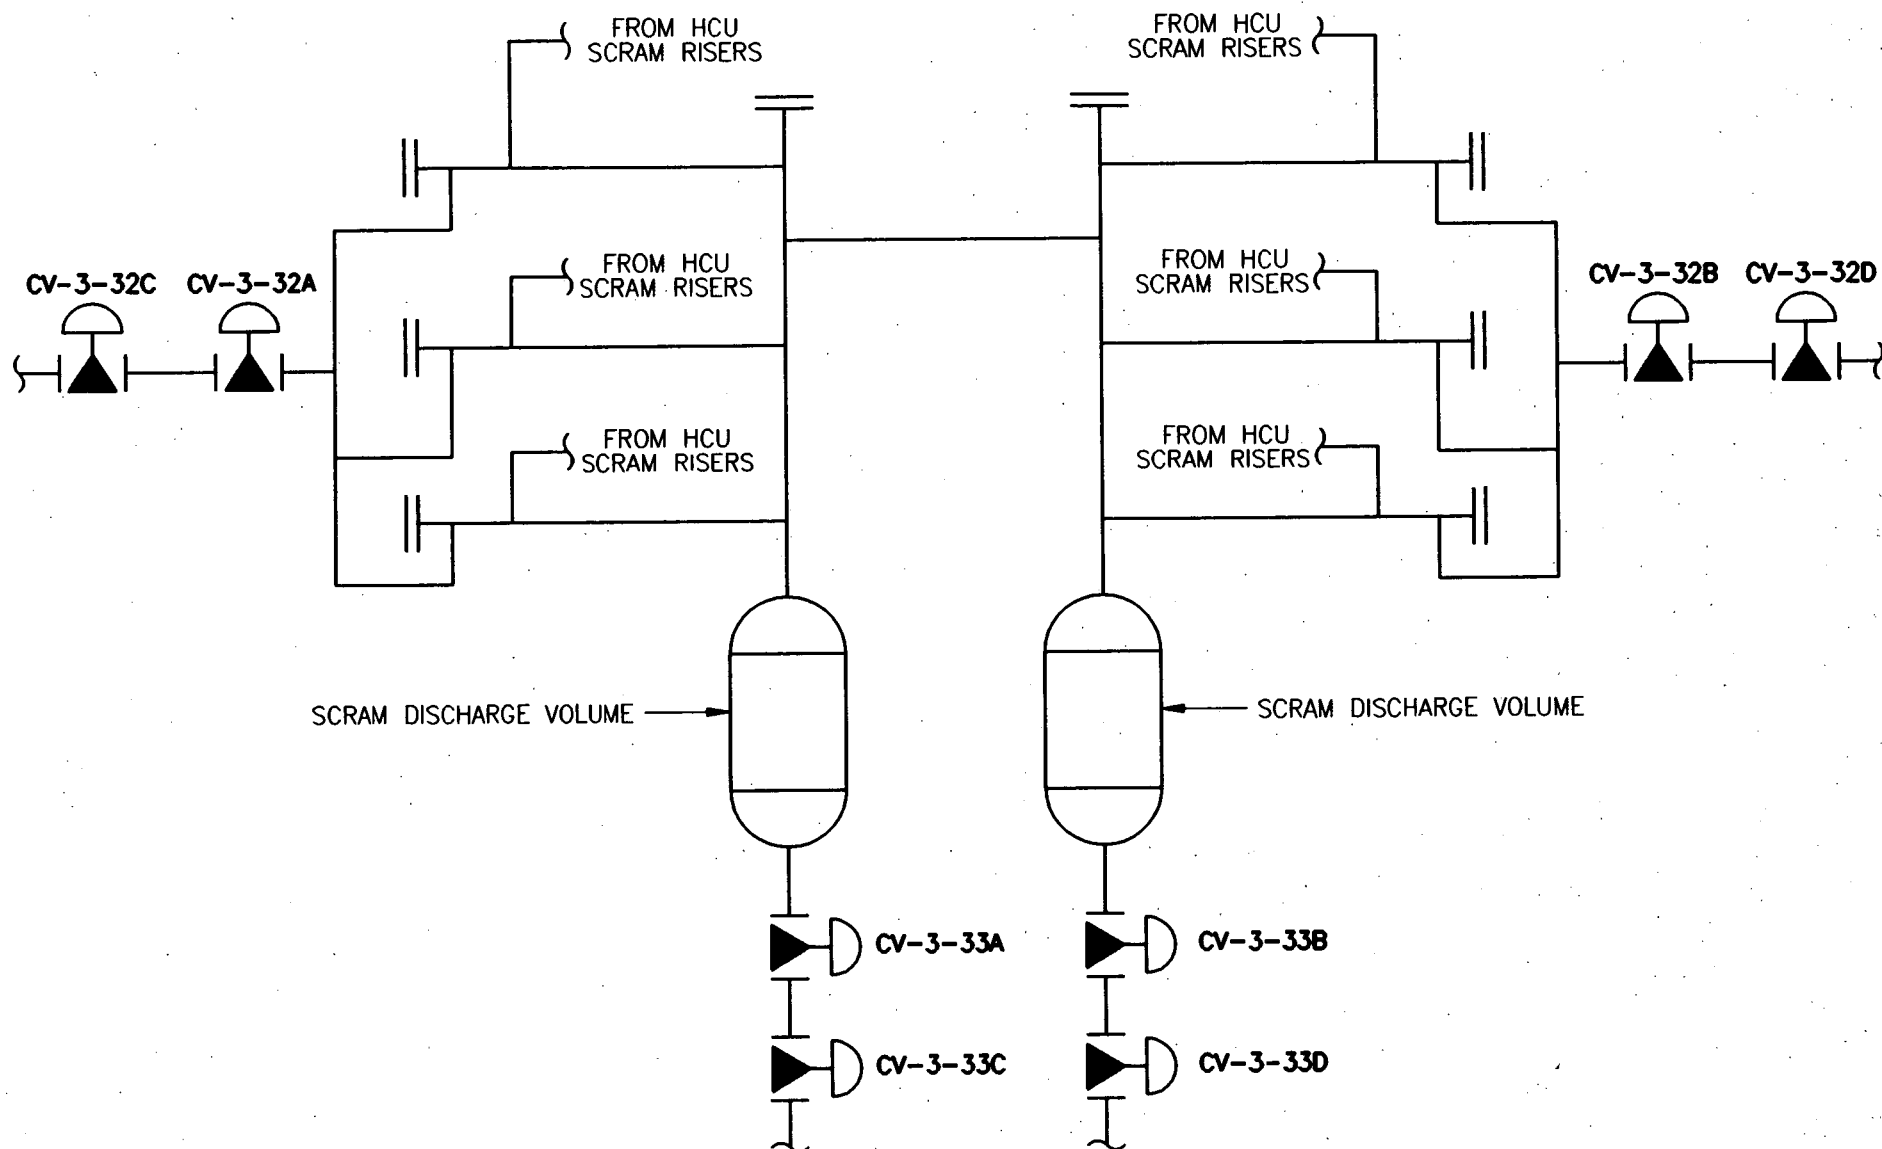 FROM HCU
SCRAM RISERS
FROM HCU
SCRAM RISERS
CV-3-32C
CV-3-32A
FROM HCU
SCRAM RISERS
FROM HCU
SCRAM RISERS
CV-3-32B
CV-3-32D
FROM HCU
SCRAM RISERS
FROM HCU
SCRAM RISERS
SCRAM DISCHARGE VOLUME
SCRAM DISCHARGE VOLUME
CV-3-33A
CV-3-33B
CV-3-33C
CV-3-33D